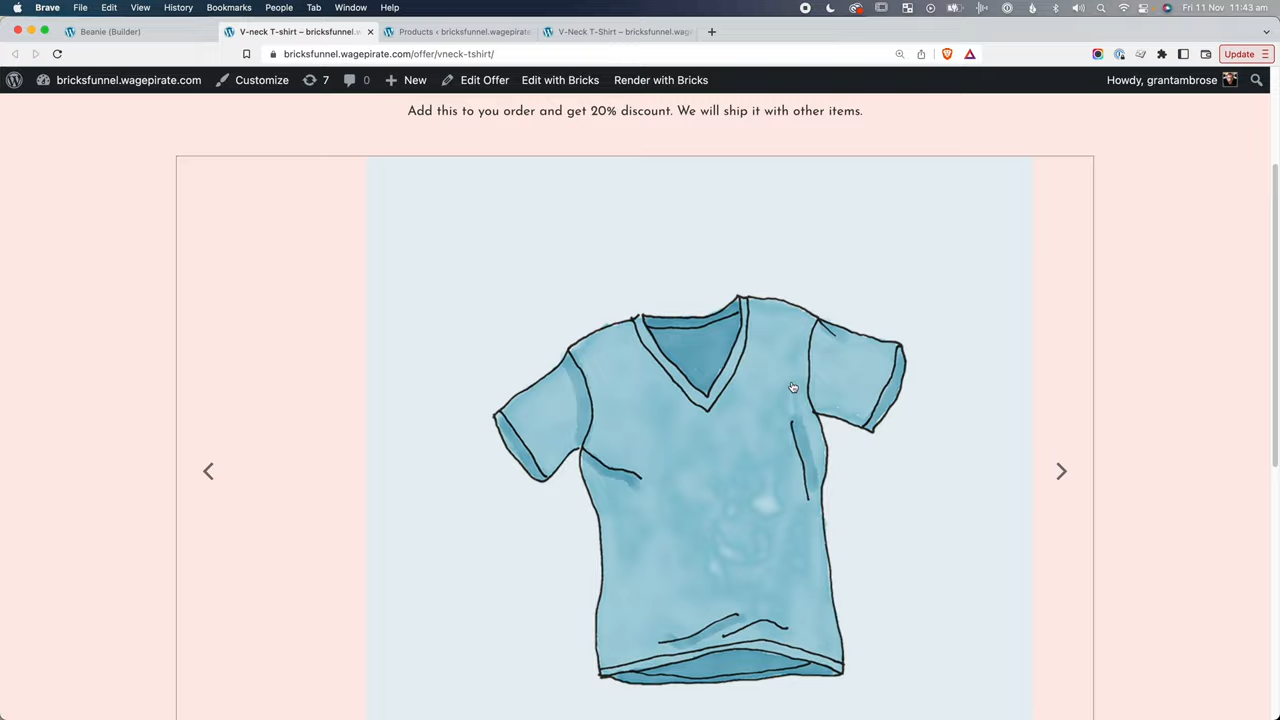 Brave File Edit View History Bookmarks People Tab Window Help Fri 11 Nov 11:43 am
Beanie (Builder) V-neck T-shirt – bricksfunnel.w Products ‹ bricksfunnel.wagepirate. V-Neck T-Shirt – bricksfunnel.wag
bricksfunnel.wagepirate.com/offer/vneck-tshirt/ Update
bricksfunnel.wagepirate.com Customize 7 0 New Edit Offer Edit with Bricks Render with Bricks Howdy, grantambrose
Add this to you order and get 20% discount. We will ship it with other items.